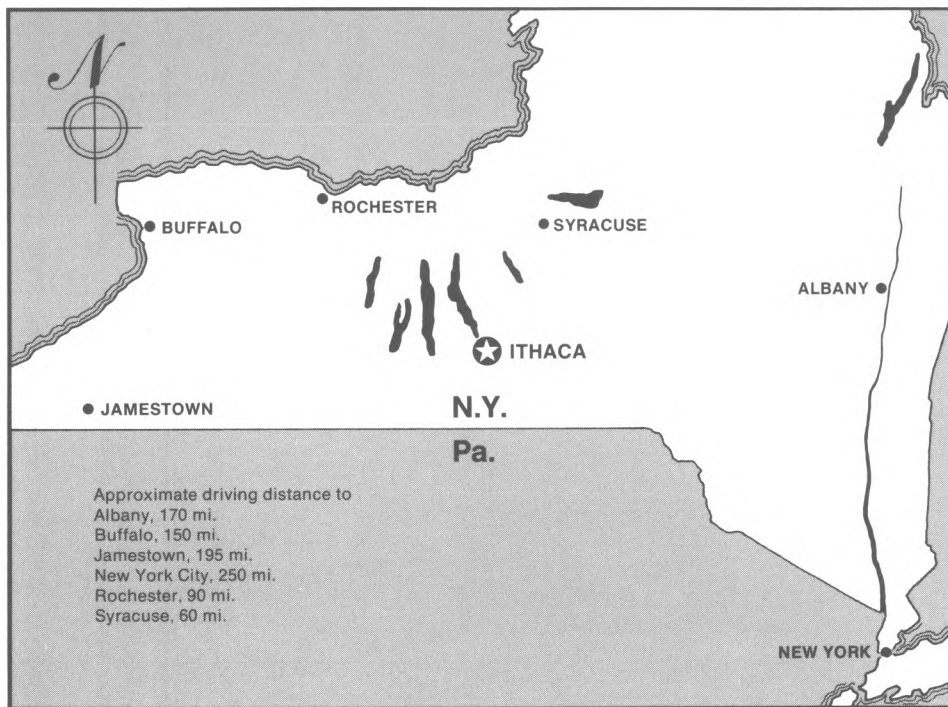 N
ROCHESTER
BUFFALO
SYRACUSE
ALBANY
ITHACA
JAMESTOWN
N.Y.
Pa.
Approximate driving distance to
Albany, 170 mi.
Buffalo, 150 mi.
Jamestown, 195 mi.
New York City, 250 mi.
Rochester, 90 mi.
Syracuse, 60 mi.
NEW YORK